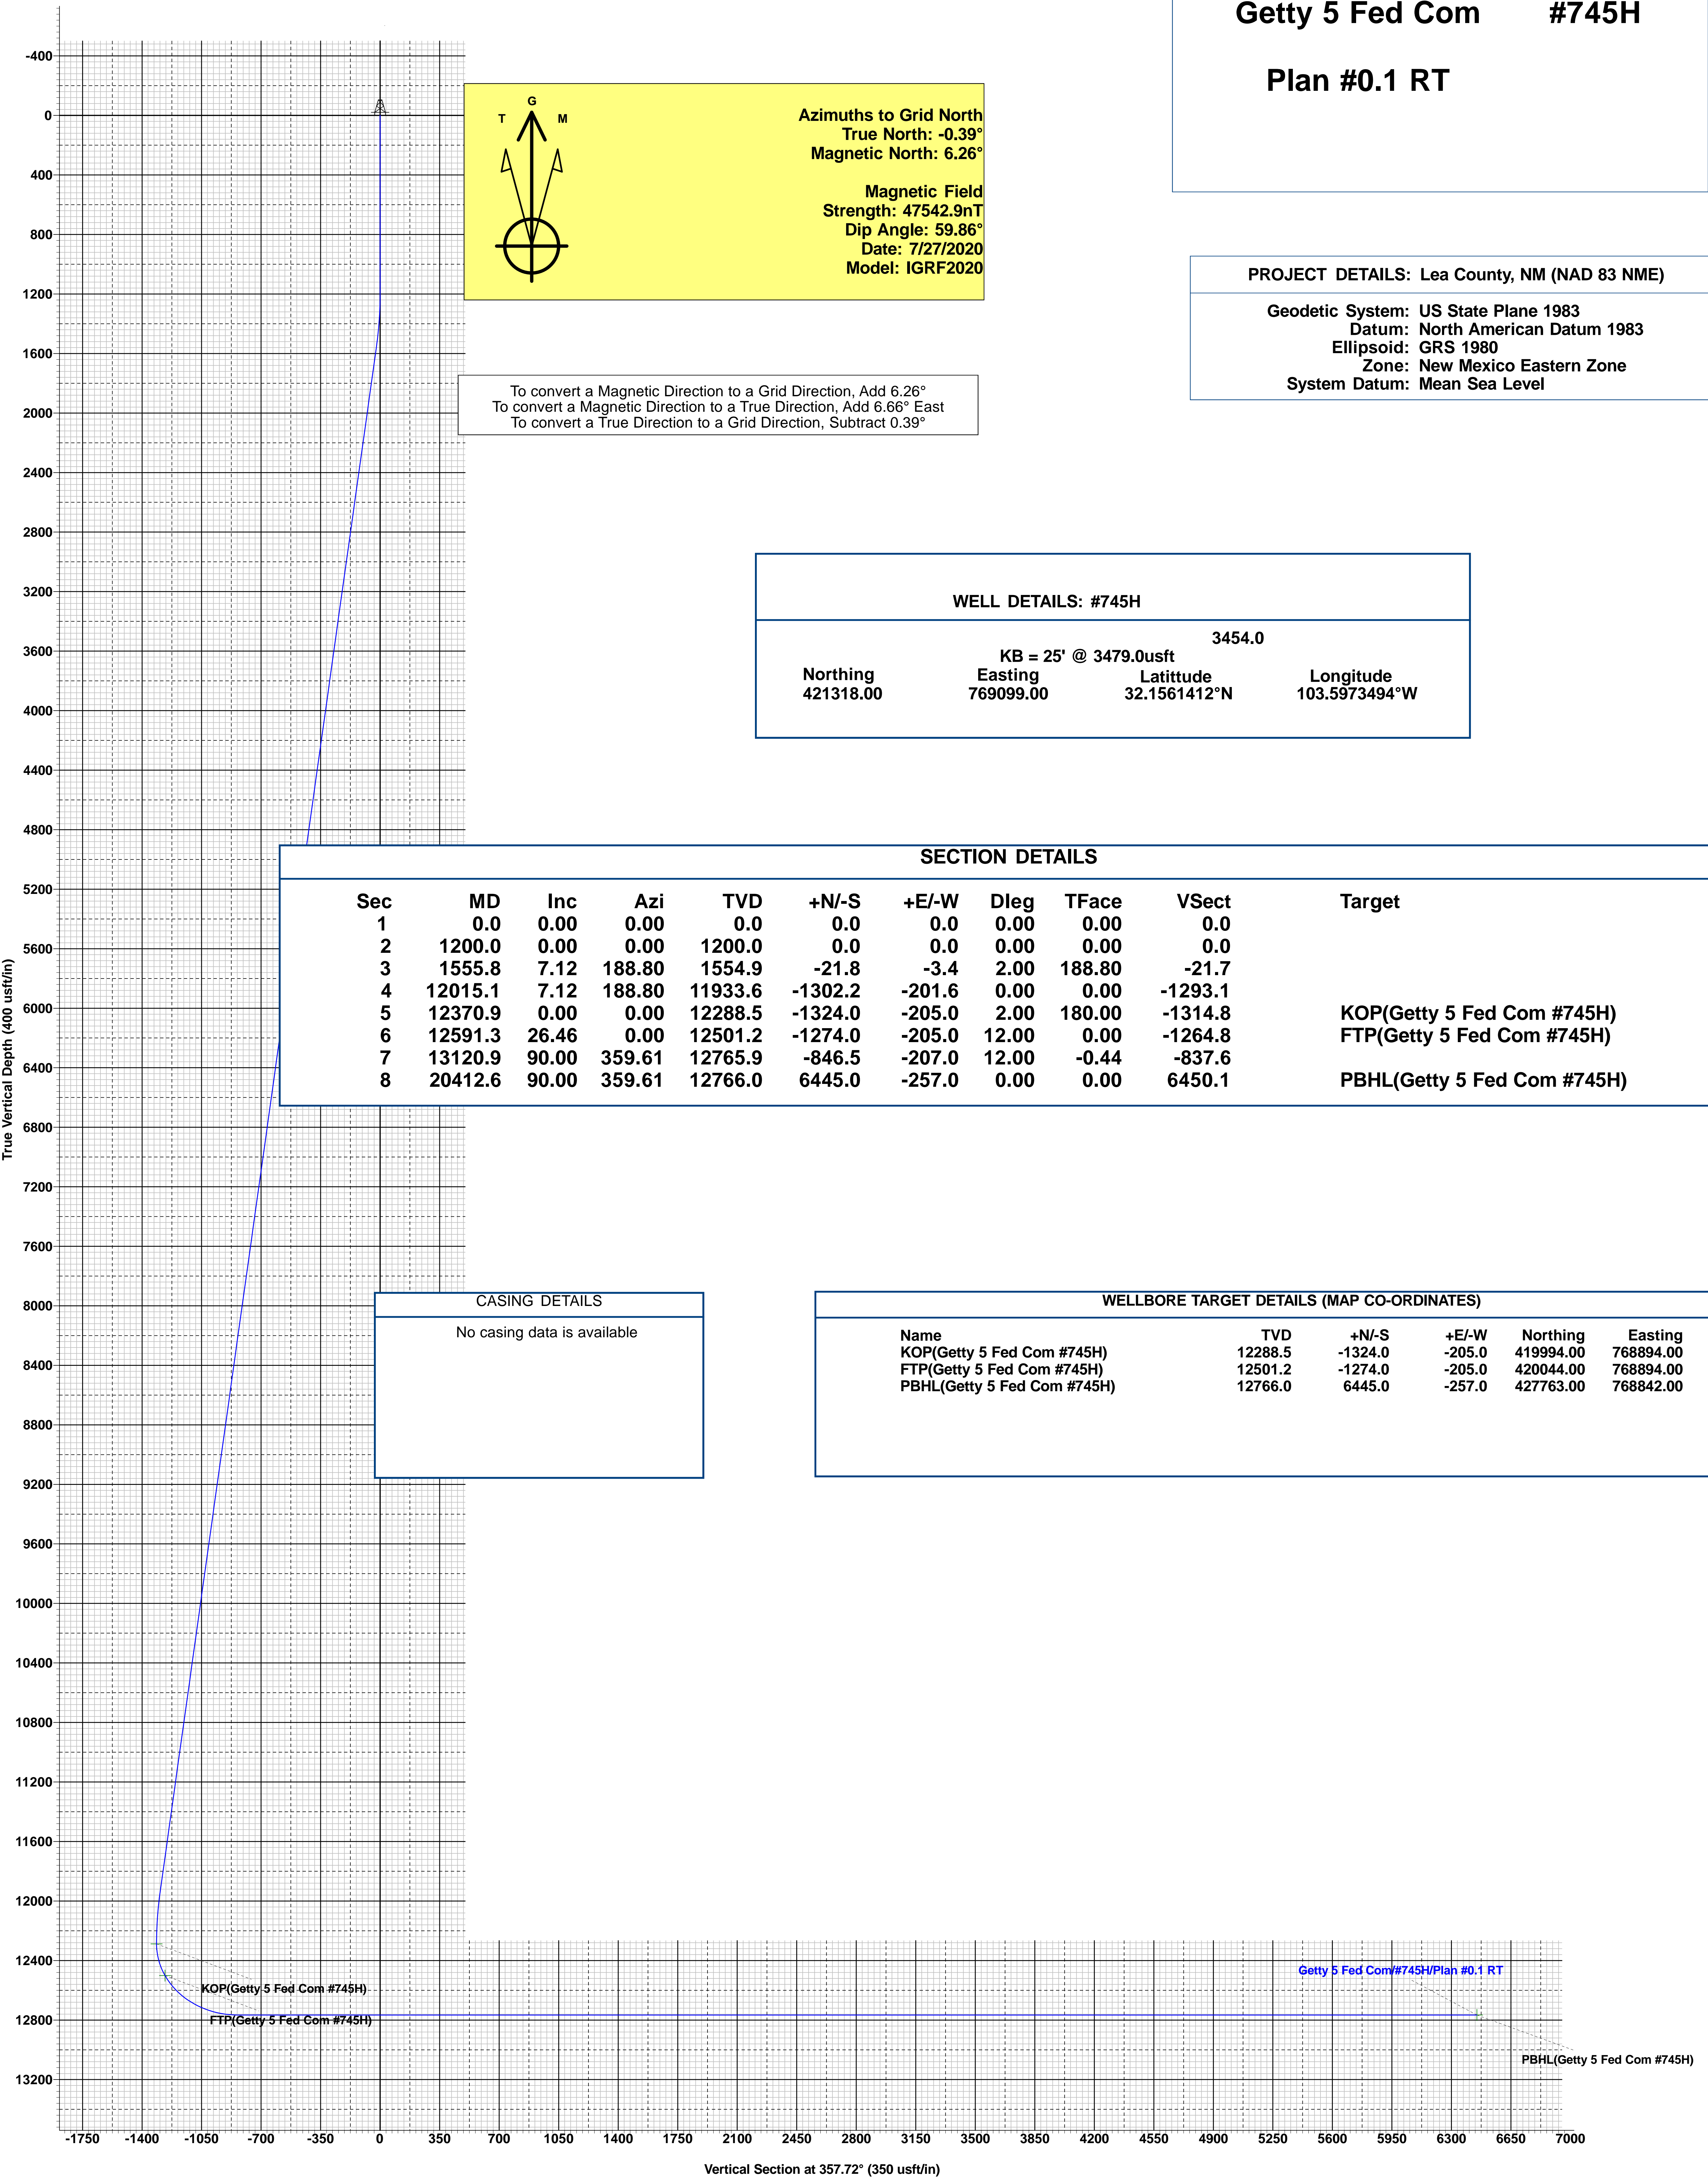 Getty 5 Fed Com #745H
Plan #0.1 RT
G
T M
Azimuths to Grid North
True North: -0.39°
Magnetic North: 6.26°
Magnetic Field
Strength: 47542.9nT
Dip Angle: 59.86°
Date: 7/27/2020
Model: IGRF2020
PROJECT DETAILS: Lea County, NM (NAD 83 NME)
Geodetic System: US State Plane 1983
Datum: North American Datum 1983
Ellipsoid: GRS 1980
Zone: New Mexico Eastern Zone
System Datum: Mean Sea Level
To convert a Magnetic Direction to a Grid Direction, Add 6.26°
To convert a Magnetic Direction to a True Direction, Add 6.66° East
To convert a True Direction to a Grid Direction, Subtract 0.39°
WELL DETAILS: #745H
3454.0
KB = 25' @ 3479.0usft
Northing Easting Latittude Longitude
421318.00 769099.00 32.1561412°N 103.5973494°W
SECTION DETAILS
Sec MD Inc Azi TVD +N/-S +E/-W Dleg TFace VSect Target
1 0.0 0.00 0.00 0.0 0.0 0.0 0.00 0.00 0.0
2 1200.0 0.00 0.00 1200.0 0.0 0.0 0.00 0.00 0.0
3 1555.8 7.12 188.80 1554.9 -21.8 -3.4 2.00 188.80 -21.7
4 12015.1 7.12 188.80 11933.6 -1302.2 -201.6 0.00 0.00 -1293.1
5 12370.9 0.00 0.00 12288.5 -1324.0 -205.0 2.00 180.00 -1314.8 KOP(Getty 5 Fed Com #745H)
6 12591.3 26.46 0.00 12501.2 -1274.0 -205.0 12.00 0.00 -1264.8 FTP(Getty 5 Fed Com #745H)
7 13120.9 90.00 359.61 12765.9 -846.5 -207.0 12.00 -0.44 -837.6
8 20412.6 90.00 359.61 12766.0 6445.0 -257.0 0.00 0.00 6450.1 PBHL(Getty 5 Fed Com #745H)
CASING DETAILS
No casing data is available
WELLBORE TARGET DETAILS (MAP CO-ORDINATES)
Name TVD +N/-S +E/-W Northing Easting
KOP(Getty 5 Fed Com #745H) 12288.5 -1324.0 -205.0 419994.00 768894.00
FTP(Getty 5 Fed Com #745H) 12501.2 -1274.0 -205.0 420044.00 768894.00
PBHL(Getty 5 Fed Com #745H) 12766.0 6445.0 -257.0 427763.00 768842.00
True Vertical Depth (400 usft/in)
-400
0
400
800
1200
1600
2000
2400
2800
3200
3600
4000
4400
4800
5200
5600
6000
6400
6800
7200
7600
8000
8400
8800
9200
9600
10000
10400
10800
11200
11600
12000
12400
12800
13200
Getty 5 Fed Com/#745H/Plan #0.1 RT
KOP(Getty 5 Fed Com #745H)
FTP(Getty 5 Fed Com #745H)
PBHL(Getty 5 Fed Com #745H)
-1750 -1400 -1050 -700 -350 0 350 700 1050 1400 1750 2100 2450 2800 3150 3500 3850 4200 4550 4900 5250 5600 5950 6300 6650 7000
Vertical Section at 357.72° (350 usft/in)